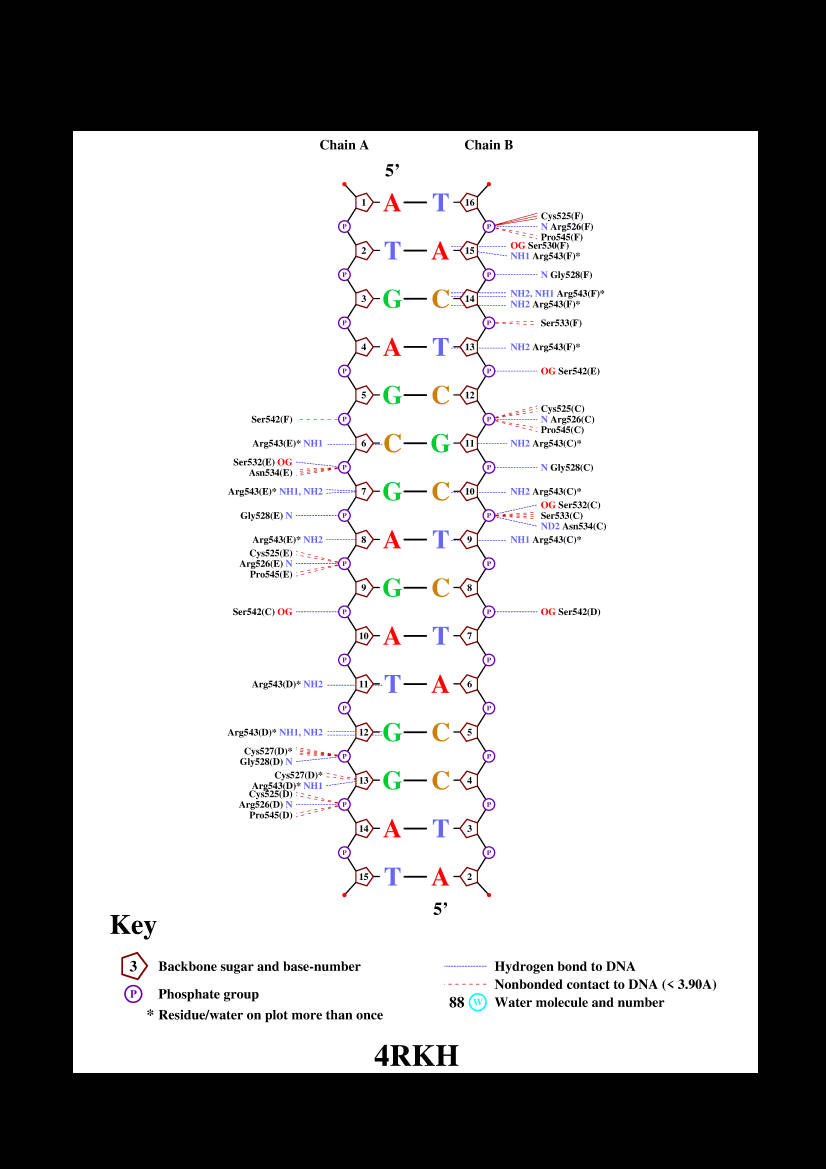 Chain A Chain B
5’
1 A T 16
P P Cys525(F)
N Arg526(F)
Pro545(F)
OG Ser530(F)
2 T A 15 NH1 Arg543(F)*
P P N Gly528(F)
NH2, NH1 Arg543(F)*
3 G C 14 NH2 Arg543(F)*
P P Ser533(F)
4 A T 13 NH2 Arg543(F)*
P P OG Ser542(E)
5 G C 12
Cys525(C)
Ser542(F) P P N Arg526(C)
Pro545(C)
Arg543(E)* NH1 6 C G 11 NH2 Arg543(C)*
Ser532(E) OG P P N Gly528(C)
Asn534(E)
Arg543(E)* NH1, NH2 7 G C 10 NH2 Arg543(C)*
OG Ser532(C)
Gly528(E) N P P Ser533(C)
ND2 Asn534(C)
Arg543(E)* NH2 8 A T 9 NH1 Arg543(C)*
Cys525(E)
Arg526(E) N P P
Pro545(E)
9 G C 8
Ser542(C) OG P P OG Ser542(D)
10 A T 7
P P
Arg543(D)* NH2 11 T A 6
P P
Arg543(D)* NH1, NH2 12 G C 5
Cys527(D)* P P
Gly528(D) N
Cys527(D)* 13 G C 4
Arg543(D)* NH1
Cys525(D)
Arg526(D) N P P
Pro545(D)
14 A T 3
P P
15 T A 2
5’
Key
3 Backbone sugar and base-number Hydrogen bond to DNA
P Phosphate group Nonbonded contact to DNA (< 3.90A)
88 W Water molecule and number
* Residue/water on plot more than once
4RKH